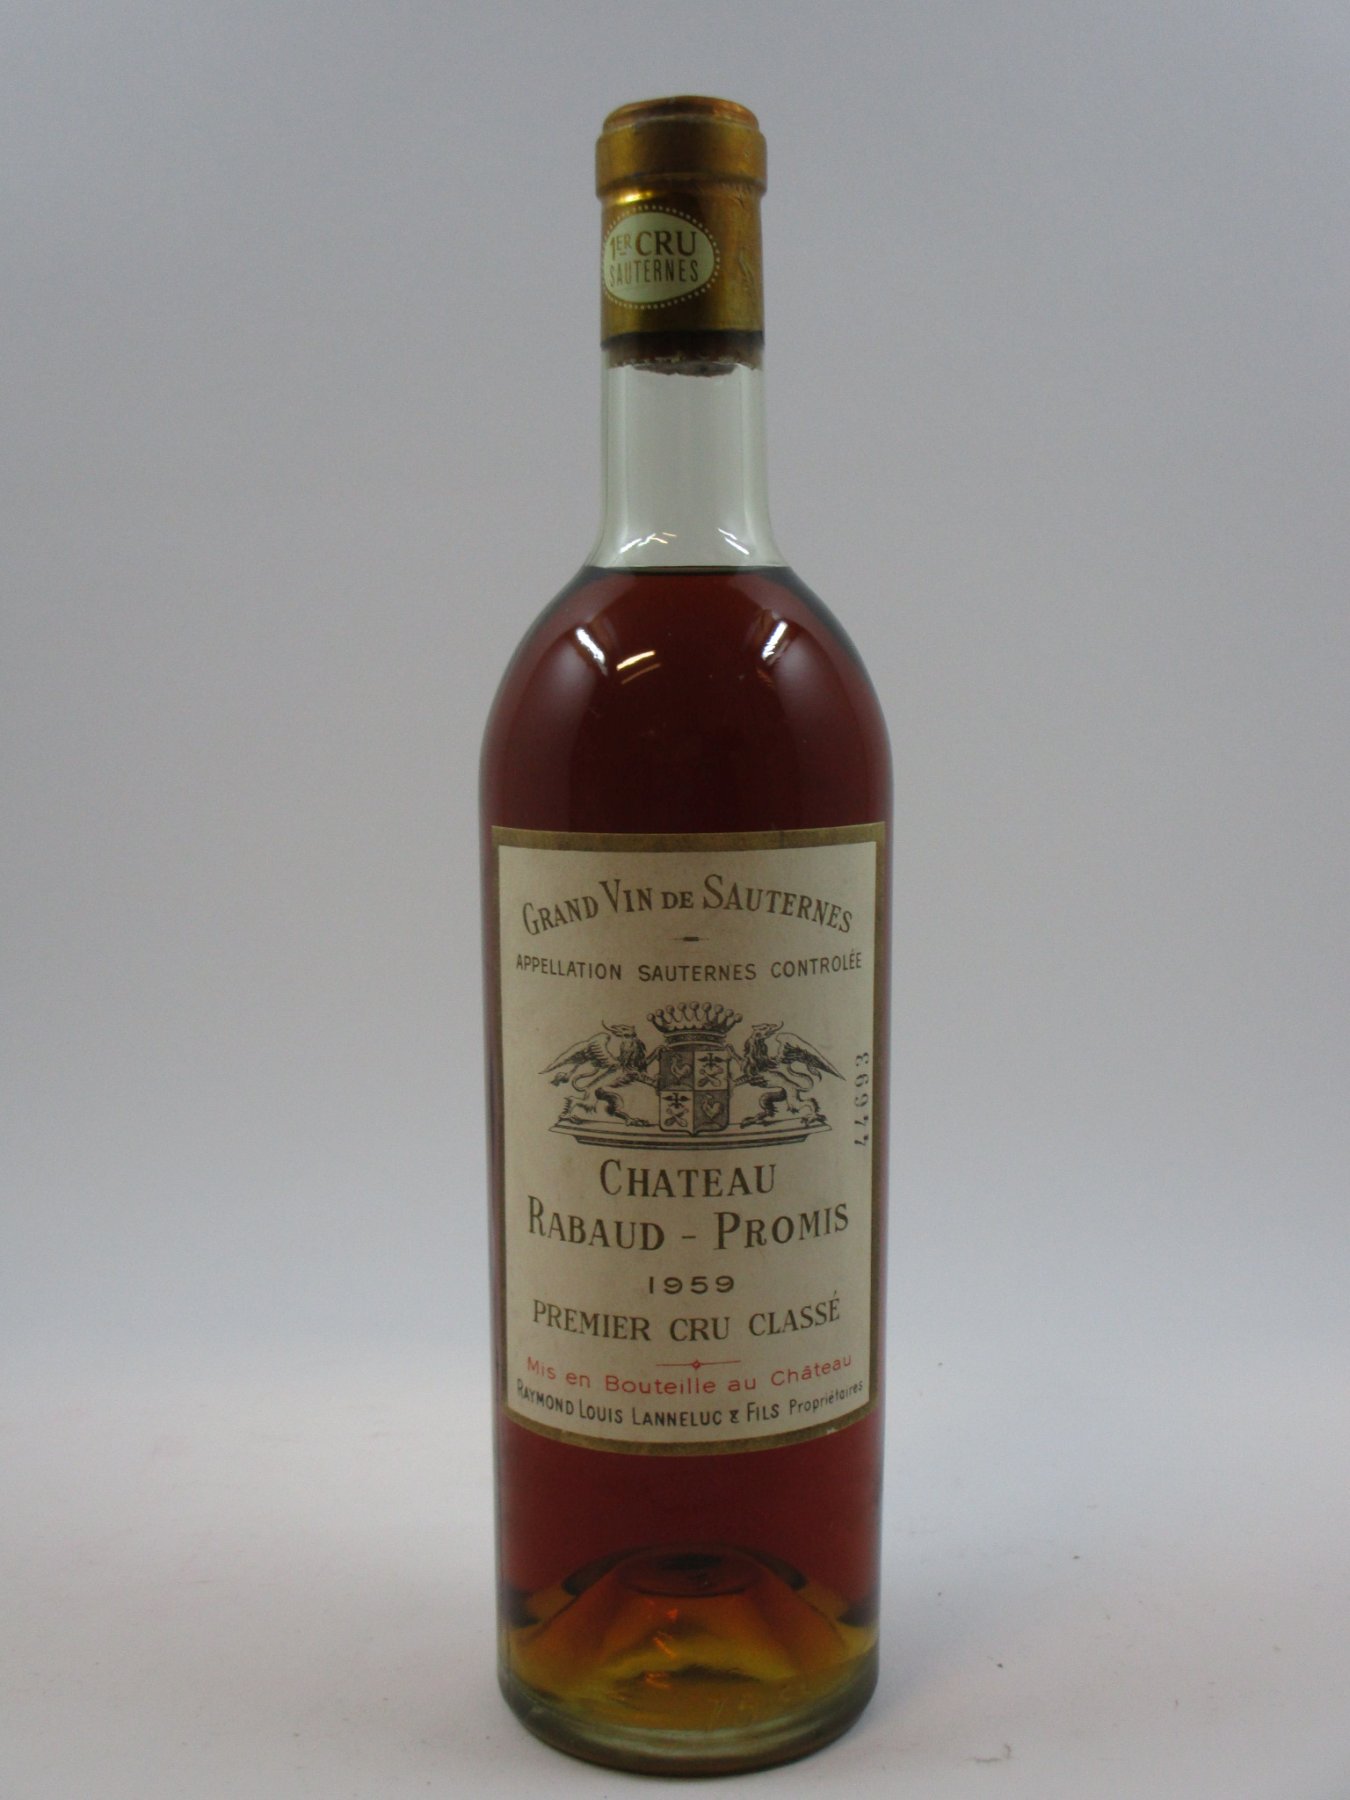 1ER CRU
SAUTERNES
GRAND VIN DE SAUTERNES
APPELLATION SAUTERNES CONTROLÉE
44693
CHATEAU
RABAUD - PROMIS
1959
PREMIER CRU CLASSÉ
Mis en Bouteille au Château
RAYMOND LOUIS LANNELUC & FILS Propriétaires